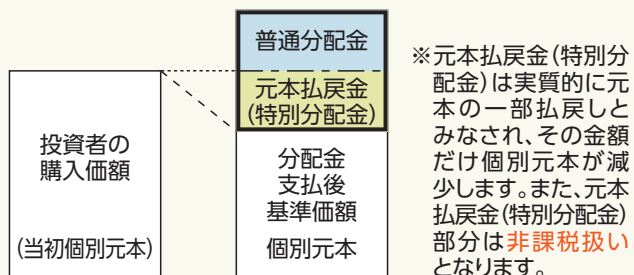 投資者の
購入価額
(当初個別元本)
普通分配金
元本払戻金
(特別分配金)
分配金
支払後
基準価額
個別元本
※元本払戻金(特別分
配金)は実質的に元
本の一部払戻しと
みなされ、その金額
だけ個別元本が減
少します。また、元本
払戻金(特別分配金)
部分は非課税扱い
となります。